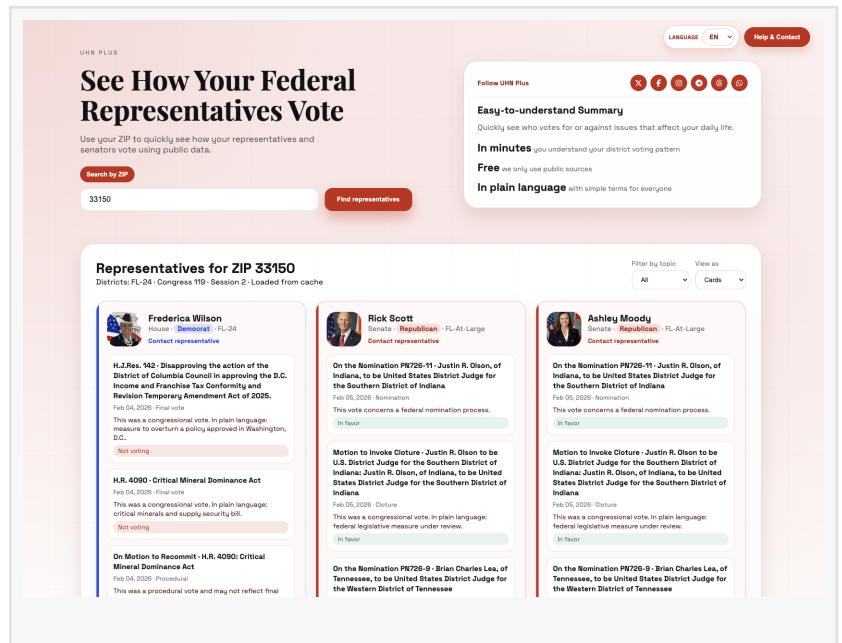 LANGUAGE EN Help & Contact
UHN PLUS
See How Your Federal
Representatives Vote
Use your ZIP to quickly see how your representatives and
senators vote using public data.
Search by ZIP
33150
Find representatives
Follow UHN Plus
Easy-to-understand Summary
Quickly see who votes for or against issues that affect your daily life.
In minutes you understand your district voting pattern
Free we only use public sources
In plain language with simple terms for everyone
Representatives for ZIP 33150
Districts: FL-24 · Congress 119 · Session 2 · Loaded from cache
Filter by topic
All
View as
Cards
Frederica Wilson
House · Democrat · FL-24
Contact representative
H.J.Res. 142 · Disapproving the action of the
District of Columbia Council in approving the D.C.
Income and Franchise Tax Conformity and
Revision Temporary Amendment Act of 2025.
Feb 04, 2026 · Final vote
This was a congressional vote. In plain language:
measure to overturn a policy approved in Washington,
D.C..
Not voting
H.R. 4090 · Critical Mineral Dominance Act
Feb 04, 2026 · Final vote
This was a congressional vote. In plain language:
critical minerals and supply security bill.
Not voting
On Motion to Recommit · H.R. 4090: Critical
Mineral Dominance Act
Feb 04, 2026 · Procedural
This was a procedural vote and may not reflect final
Rick Scott
Senate · Republican · FL-At-Large
Contact representative
On the Nomination PN726-11 · Justin R. Olson, of
Indiana, to be United States District Judge for
the Southern District of Indiana
Feb 05, 2026 · Nomination
This vote concerns a federal nomination process.
In favor
Motion to Invoke Cloture · Justin R. Olson to be
U.S. District Judge for the Southern District of
Indiana: Justin R. Olson, of Indiana, to be United
States District Judge for the Southern District of
Indiana
Feb 05, 2026 · Cloture
This was a congressional vote. In plain language:
federal legislative measure under review.
In favor
On the Nomination PN726-9 · Brian Charles Lea, of
Tennessee, to be United States District Judge for
the Western District of Tennessee
Ashley Moody
Senate · Republican · FL-At-Large
Contact representative
On the Nomination PN726-11 · Justin R. Olson, of
Indiana, to be United States District Judge for
the Southern District of Indiana
Feb 05, 2026 · Nomination
This vote concerns a federal nomination process.
In favor
Motion to Invoke Cloture · Justin R. Olson to be
U.S. District Judge for the Southern District of
Indiana: Justin R. Olson, of Indiana, to be United
States District Judge for the Southern District of
Indiana
Feb 05, 2026 · Cloture
This was a congressional vote. In plain language:
federal legislative measure under review.
In favor
On the Nomination PN726-9 · Brian Charles Lea, of
Tennessee, to be United States District Judge for
the Western District of Tennessee